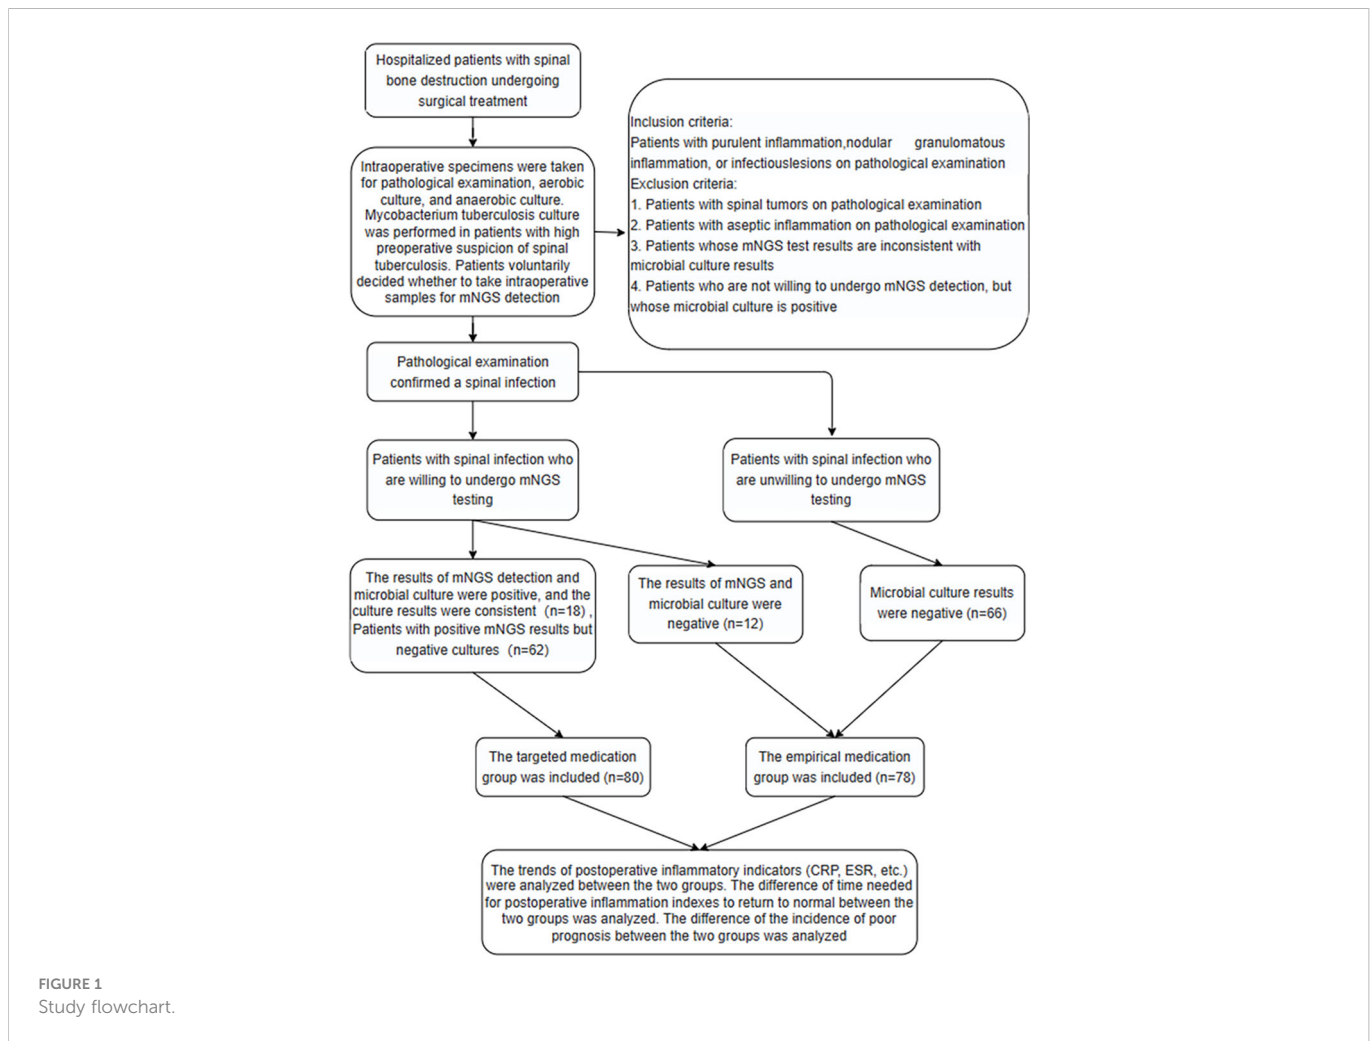 Hospitalized patients with spinal
bone destruction undergoing
surgical treatment
Intraoperative specimens were taken
for pathological examination, aerobic
culture, and anaerobic culture.
Mycobacterium tuberculosis culture
was performed in patients with high
preoperative suspicion of spinal
tuberculosis. Patients voluntarily
decided whether to take intraoperative
samples for mNGS detection
Inclusion criteria:
Patients with purulent inflammation,nodular granulomatous
inflammation, or infectiouslesions on pathological examination
Exclusion criteria:
1. Patients with spinal tumors on pathological examination
2. Patients with aseptic inflammation on pathological examination
3. Patients whose mNGS test results are inconsistent with
microbial culture results
4. Patients who are not willing to undergo mNGS detection, but
whose microbial culture is positive
Pathological examination
confirmed a spinal infection
Patients with spinal infection who
are willing to undergo mNGS
testing
Patients with spinal infection who
are unwilling to undergo mNGS
testing
The results of mNGS detection and
microbial culture were positive, and the
culture results were consistent (n=18) ,
Patients with positive mNGS results but
negative cultures (n=62)
The results of mNGS and
microbial culture were
negative (n=12)
Microbial culture results
were negative (n=66)
The targeted medication
group was included (n=80)
The empirical medication
group was included (n=78)
The trends of postoperative inflammatory indicators (CRP, ESR, etc.)
were analyzed between the two groups. The difference of time needed
for postoperative inflammation indexes to return to normal between the
two groups was analyzed. The difference of the incidence of poor
prognosis between the two groups was analyzed
FIGURE 1
Study flowchart.